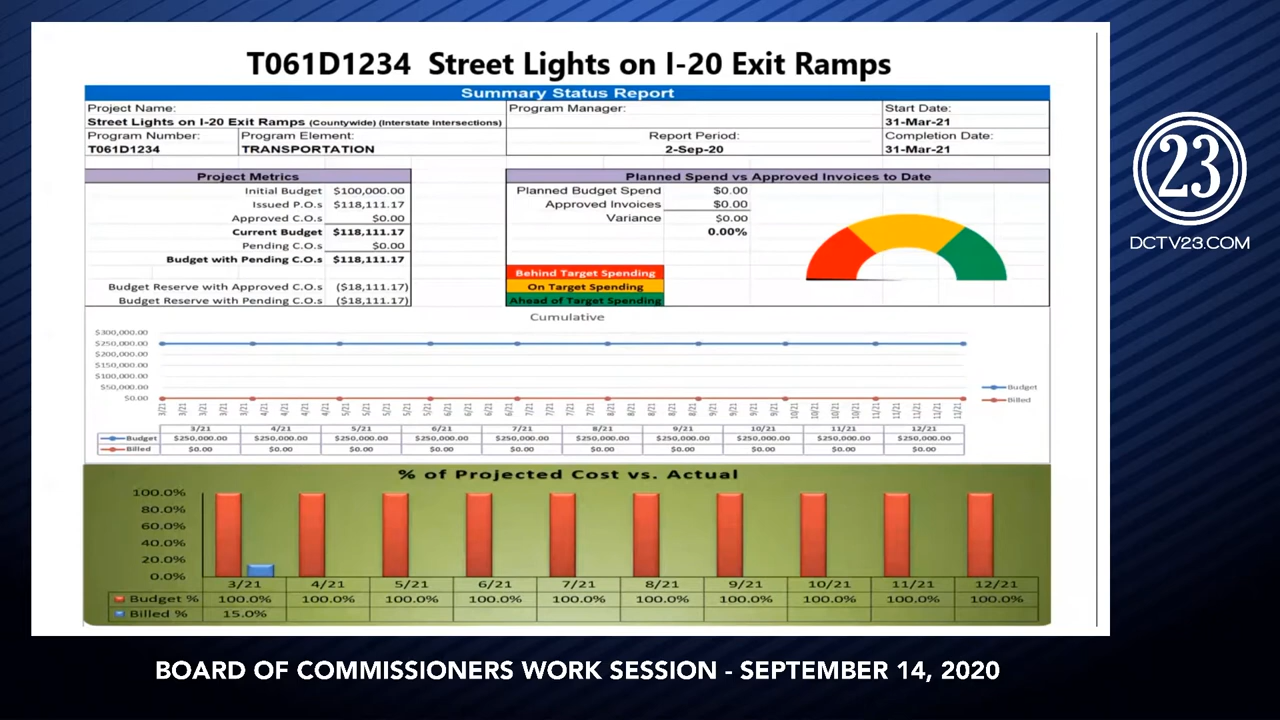 T061D1234 Street Lights on I-20 Exit Ramps
Summary Status Report
Project Name:
Street Lights on I-20 Exit Ramps (Countywide) (Interstate Intersections)
Program Manager:
Start Date:
31-Mar-21
Program Number:
T061D1234
Program Element:
TRANSPORTATION
Report Period:
2-Sep-20
Completion Date:
31-Mar-21
Project Metrics
Initial Budget $100,000.00
Issued P.O.s $118,111.17
Approved C.O.s $0.00
Current Budget $118,111.17
Pending C.O.s $0.00
Budget with Pending C.O.s $118,111.17
Budget Reserve with Approved C.O.s ($18,111.17)
Budget Reserve with Pending C.O.s ($18,111.17)
Planned Spend vs Approved Invoices to Date
Planned Budget Spend $0.00
Approved Invoices $0.00
Variance $0.00
0.00%
Behind Target Spending
On Target Spending
Ahead of Target Spending
Cumulative
$300,000.00
$250,000.00
$200,000.00
$150,000.00
$100,000.00
$50,000.00
$0.00
Budget
Billed
3/21 4/21 5/21 6/21 7/21 8/21 9/21 10/21 11/21 12/21
Budget $250,000.00 $250,000.00 $250,000.00 $250,000.00 $250,000.00 $250,000.00 $250,000.00 $250,000.00 $250,000.00 $250,000.00
Billed $0.00 $0.00 $0.00 $0.00 $0.00 $0.00 $0.00 $0.00 $0.00 $0.00
% of Projected Cost vs. Actual
100.0%
80.0%
60.0%
40.0%
20.0%
0.0%
3/21 4/21 5/21 6/21 7/21 8/21 9/21 10/21 11/21 12/21
Budget % 100.0% 100.0% 100.0% 100.0% 100.0% 100.0% 100.0% 100.0% 100.0% 100.0%
Billed % 15.0%
23
DCTV23.COM
BOARD OF COMMISSIONERS WORK SESSION - SEPTEMBER 14, 2020